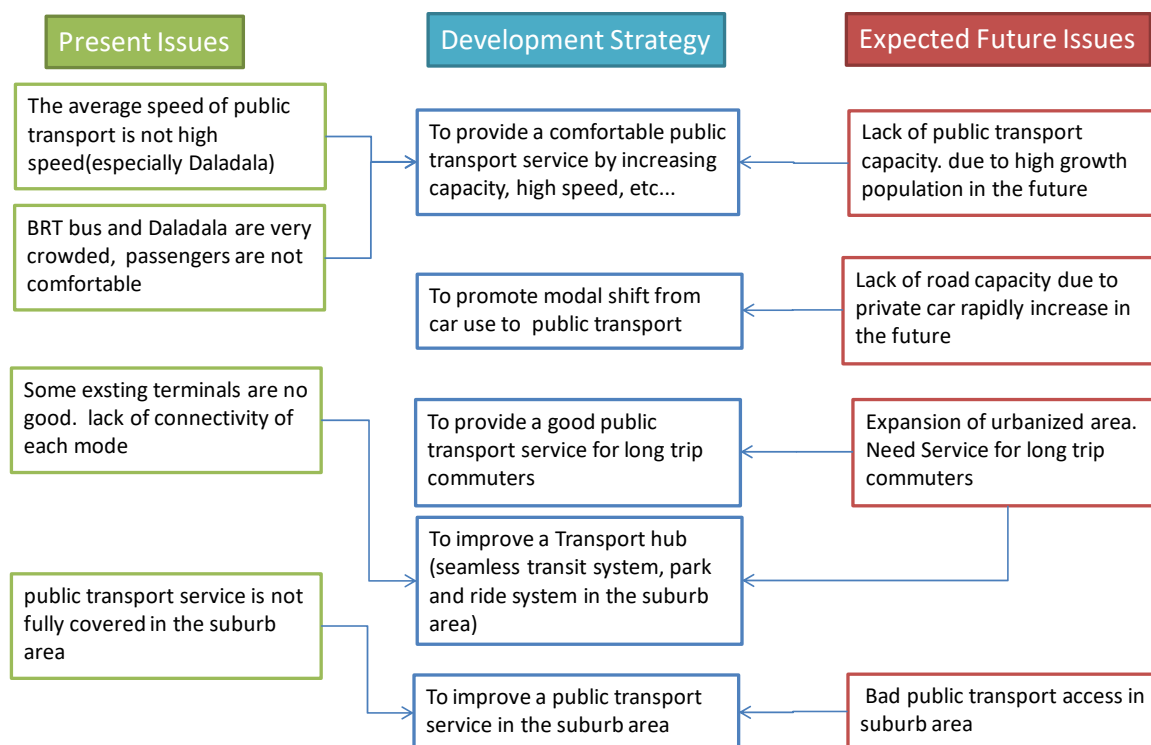 Present Issues
Development Strategy
Expected Future Issues
The average speed of public
transport is not high
speed(especially Daladala)
BRT bus and Daladala are very
crowded,  passengers are not
comfortable
Some exsting terminals are no
good.  lack of connectivity of
each mode
public transport service is not
fully covered in the suburb
area
To provide a comfortable public
transport service by increasing
capacity, high speed, etc...
To promote modal shift from
car use to  public transport
To provide a good public
transport service for long trip
commuters
To improve a Transport hub
(seamless transit system, park
and ride system in the suburb
area)
To improve a public transport
service in the suburb area
Lack of public transport
capacity. due to high growth
population in the future
Lack of road capacity due to
private car rapidly increase in
the future
Expansion of urbanized area.
Need Service for long trip
commuters
Bad public transport access in
suburb area